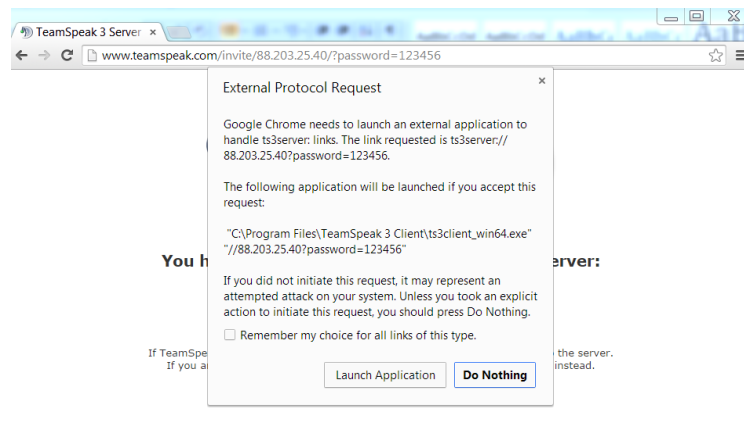 TeamSpeak 3 Server
www.teamspeak.com/invite/88.203.25.40/?password=123456
External Protocol Request
Google Chrome needs to launch an external application to
handle ts3server: links. The link requested is ts3server://
88.203.25.40?password=123456.
The following application will be launched if you accept this
request:
"C:\Program Files\TeamSpeak 3 Client\ts3client_win64.exe"
"//88.203.25.40?password=123456"
You h erver:
If you did not initiate this request, it may represent an
attempted attack on your system. Unless you took an explicit
action to initiate this request, you should press Do Nothing.
Remember my choice for all links of this type.
If TeamSpe the server.
If you a instead.
Launch Application
Do Nothing